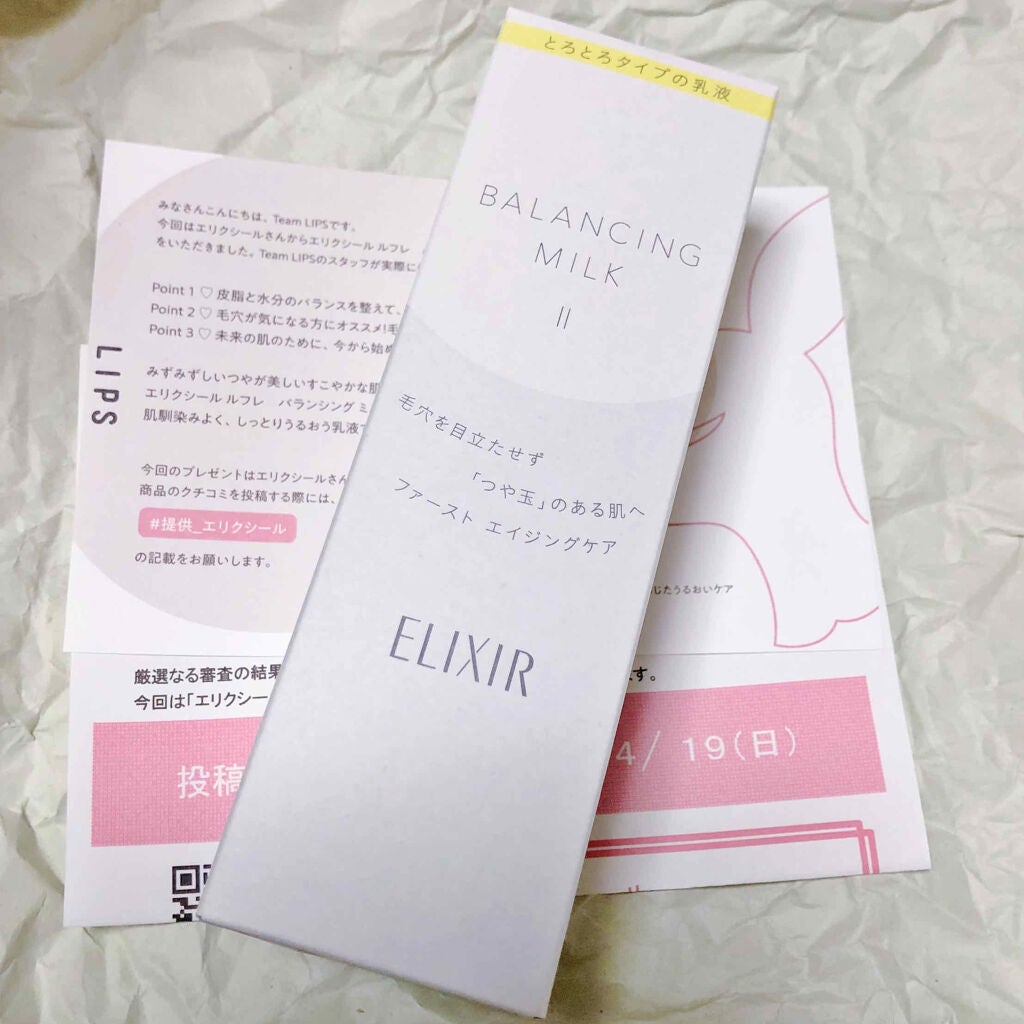 とろとろタイプの乳液
BALANCING
MILK
II
毛穴を目立たせず
「つや玉」のある肌へ
ファースト エイジングケア
ELIXIR
LIPS
みなさんこんにちは、Team LIPSです。
今回はエリクシールさんからエリクシール ルフレ
をいただきました。Team LIPSのスタッフが実際に
Point 1 ♡ 皮脂と水分のバランスを整えて、
Point 2 ♡ 毛穴が気になる方にオススメ!毛
Point 3 ♡ 未来の肌のために、今から始め
みずみずしいつやが美しいすこやかな肌
エリクシール ルフレ バランシング ミ
肌馴染みよく、しっとりうるおう乳液
今回のプレゼントはエリクシールさん
商品のクチコミを投稿する際には、
#提供_エリクシール
の記載をお願いします。
じたうるおいケア
厳選なる審査の結果
す。
今回は「エリクシー
投稿
4/ 19(日)